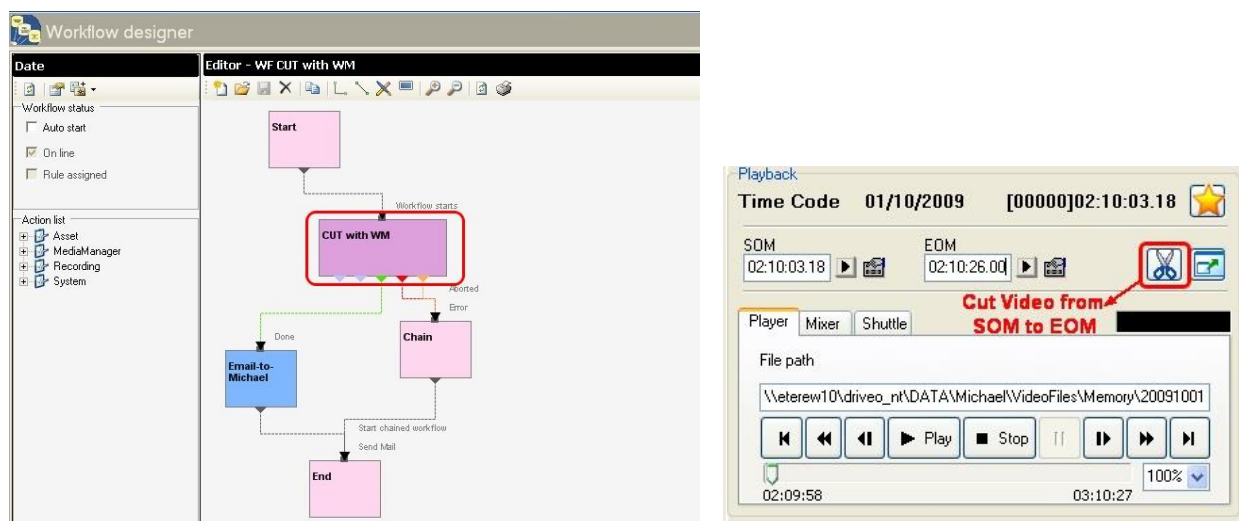 Workflow designer
Date
Workflow status
Auto start
On line
Rule assigned
Action list
Asset
MediaManager
Recording
System
Editor - WF CUT with WM
Start
Workflow starts
CUT with WM
Aborted
Error
Done
Chain
Email-to-
Michael
Start chained workflow
Send Mail
End
Playback
Time Code 01/10/2009 [00000]02:10:03.18
SOM EOM
02:10:03.18 02:10:26.00
Cut Video from
SOM to EOM
Player Mixer Shuttle
File path
\\eterew10\driveo_nt\DATA\Michael\VideoFiles\Memory\20091001
Play Stop
100%
02:09:58 03:10:27